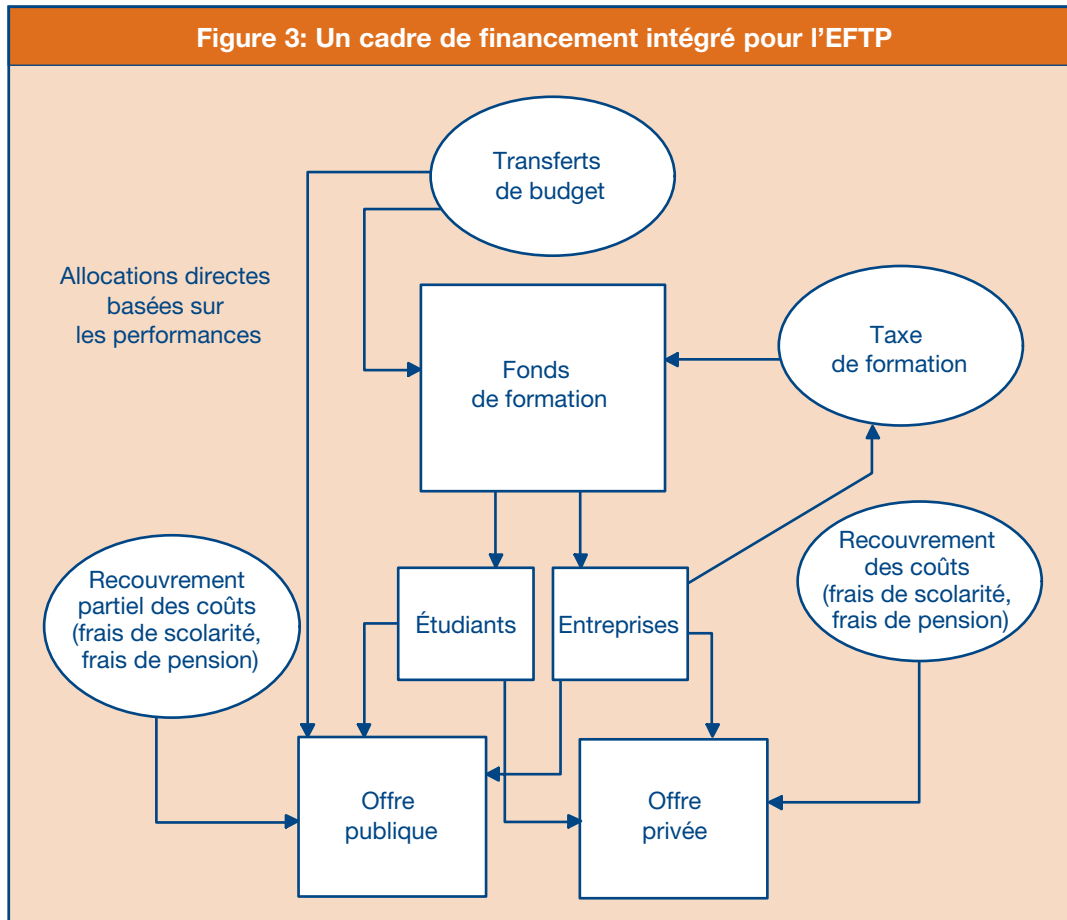 Figure 3: Un cadre de financement intégré pour l'EFTP
Transferts
de budget
Allocations directes
basées sur
les performances
Taxe
de formation
Fonds
de formation
Recouvrement
partiel des coûts
(frais de scolarité,
frais de pension)
Étudiants
Entreprises
Recouvrement
des coûts
(frais de scolarité,
frais de pension)
Offre
publique
Offre
privée